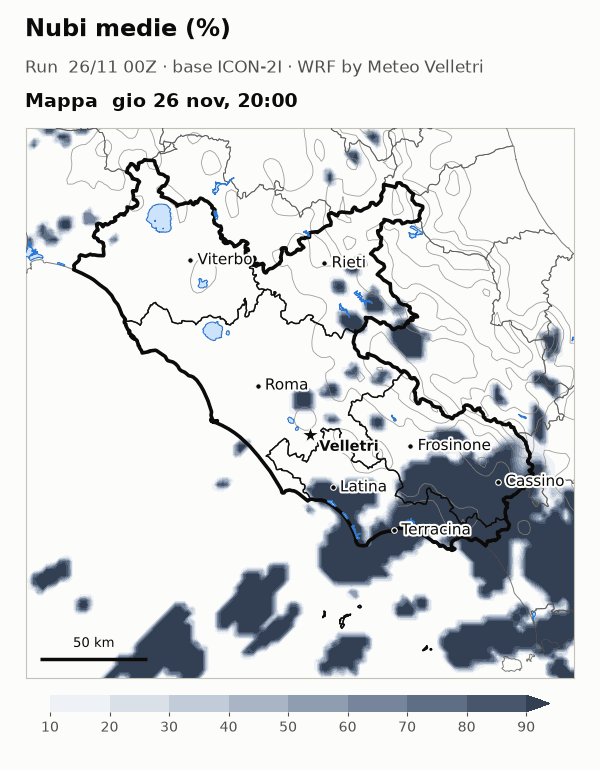 Nubi medie (%)
Run  26/11 00Z · base ICON-2I · WRF by Meteo Velletri
Mappa  gio 26 nov, 20:00
Viterbo
Rieti
Roma
Velletri
Frosinone
Latina
Cassino
Terracina
50 km
10 20 30 40 50 60 70 80 90